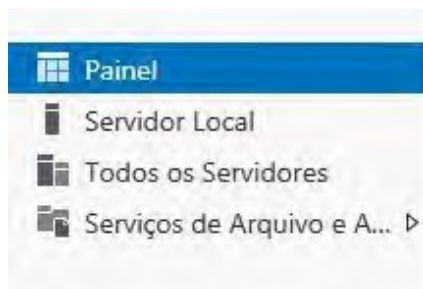 Painel
Servidor Local
Todos os Servidores
Serviços de Arquivo e A...